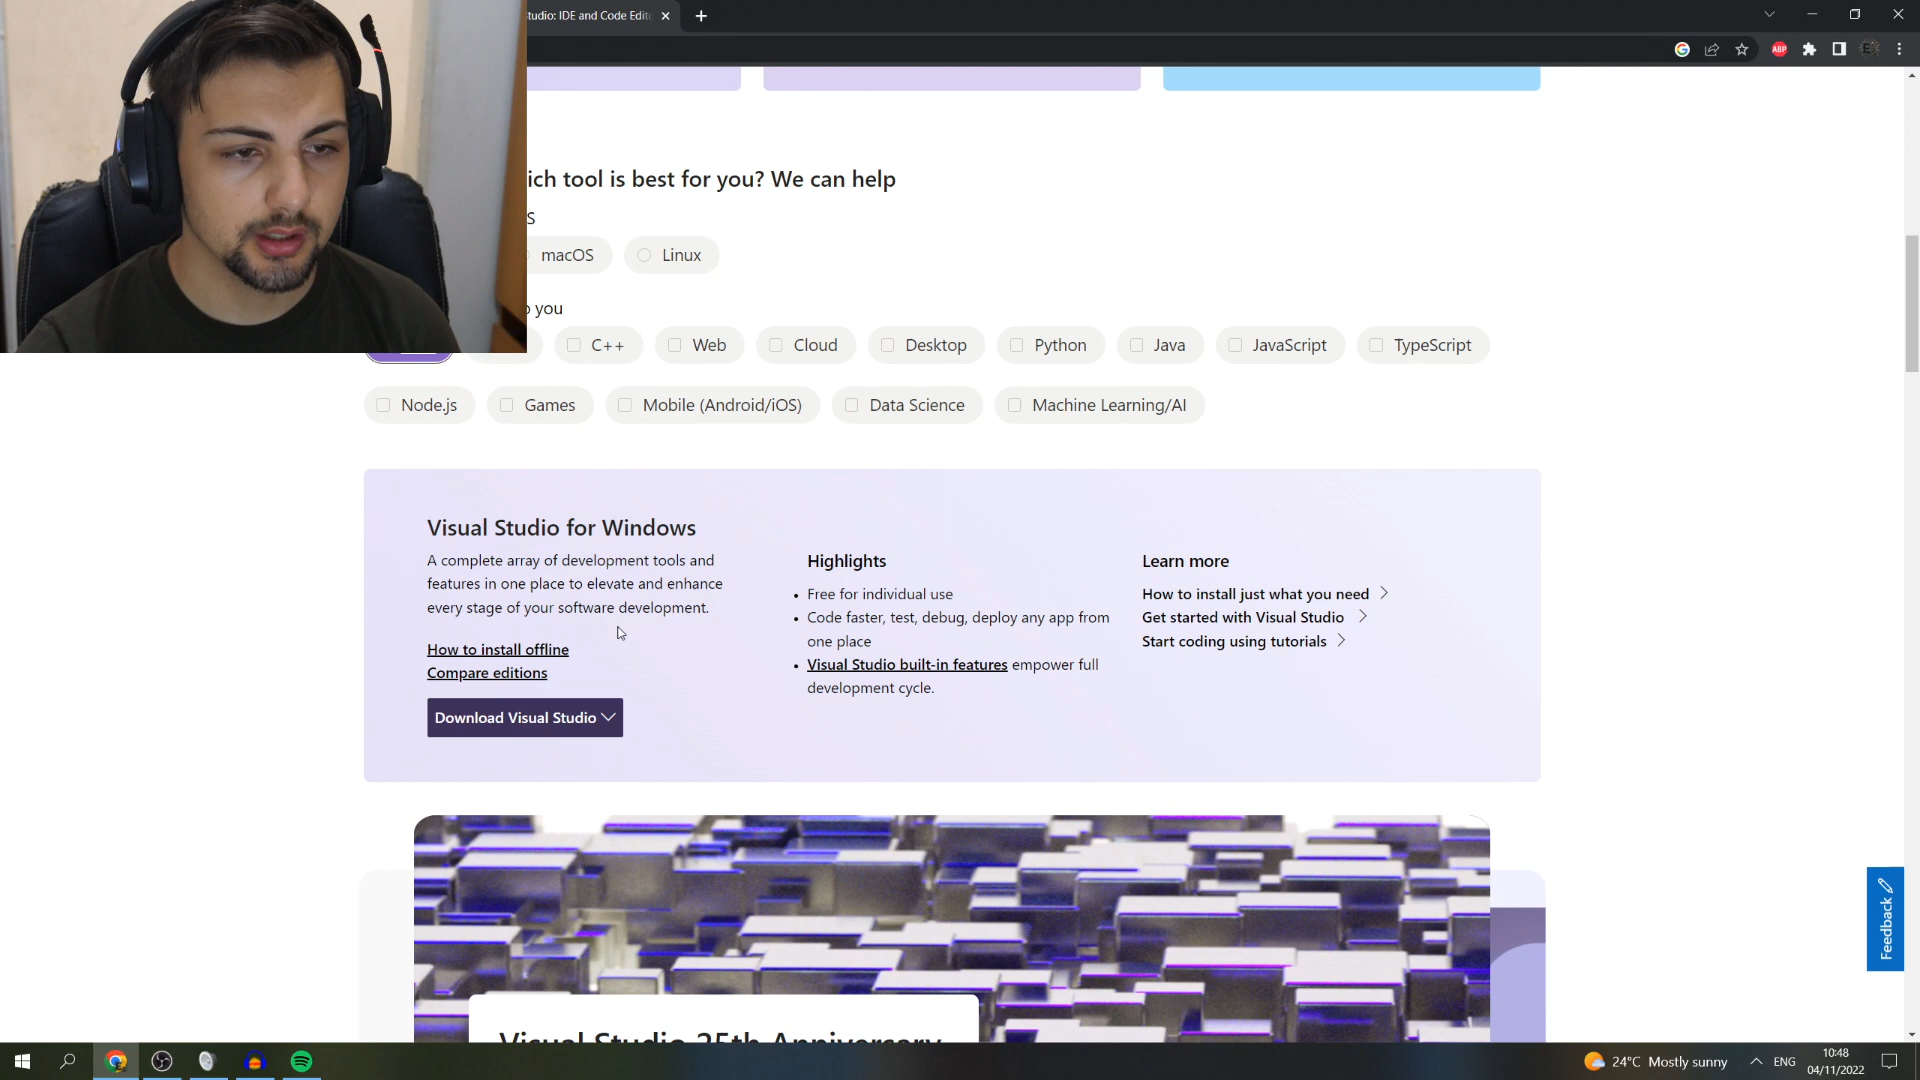 tudio: IDE and Code Edito
ABP
ich tool is best for you? We can help
S
macOS
Linux
o you
C++
Web
Cloud
Desktop
Python
Java
JavaScript
TypeScript
Node.js
Games
Mobile (Android/iOS)
Data Science
Machine Learning/AI
Visual Studio for Windows
A complete array of development tools and
features in one place to elevate and enhance
every stage of your software development.
How to install offline
Compare editions
Download Visual Studio
Highlights
• Free for individual use
• Code faster, test, debug, deploy any app from
one place
• Visual Studio built-in features empower full
development cycle.
Learn more
How to install just what you need
Get started with Visual Studio
Start coding using tutorials
Feedback
Visual Studio 25th Anniversary
24°C Mostly sunny
ENG
10:48
04/11/2022